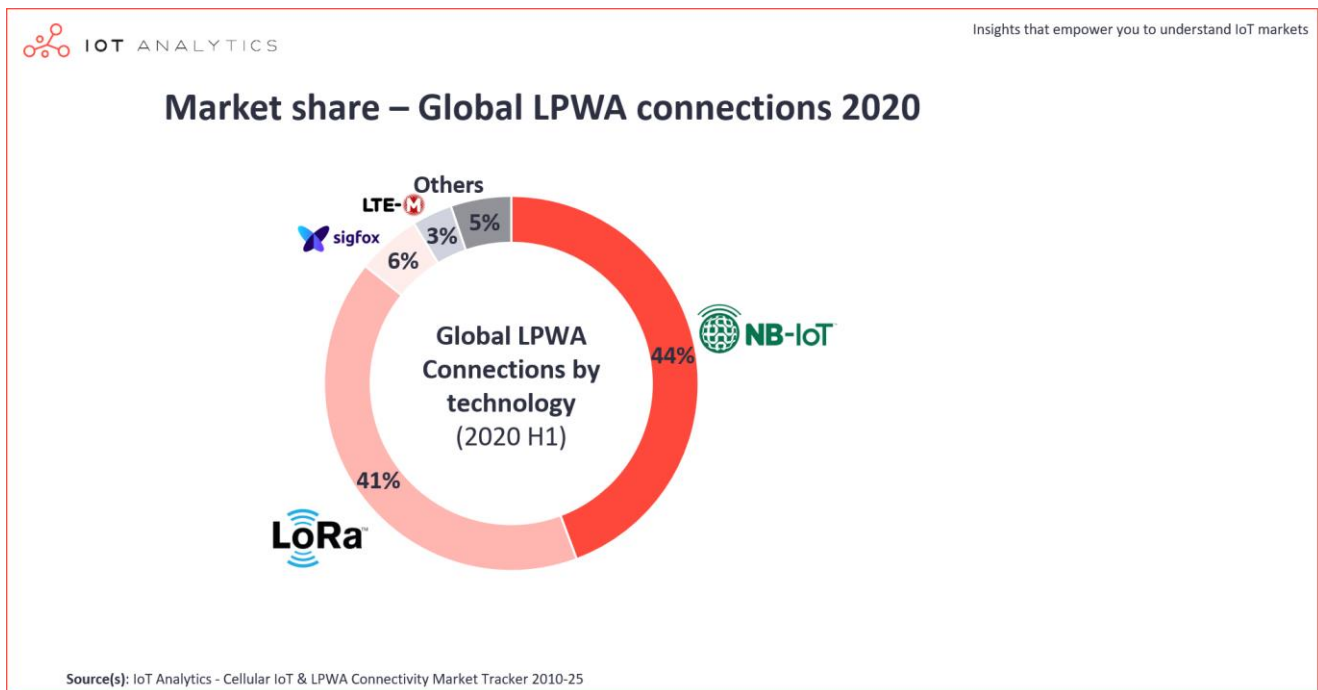 IOT ANALYTICS
Insights that empower you to understand IoT markets
Market share – Global LPWA connections 2020
Others
LTE-M
sigfox
5%
3%
6%
NB-IoT
44%
Global LPWA
Connections by
technology
(2020 H1)
41%
LoRa™
Source(s): IoT Analytics - Cellular IoT & LPWA Connectivity Market Tracker 2010-25